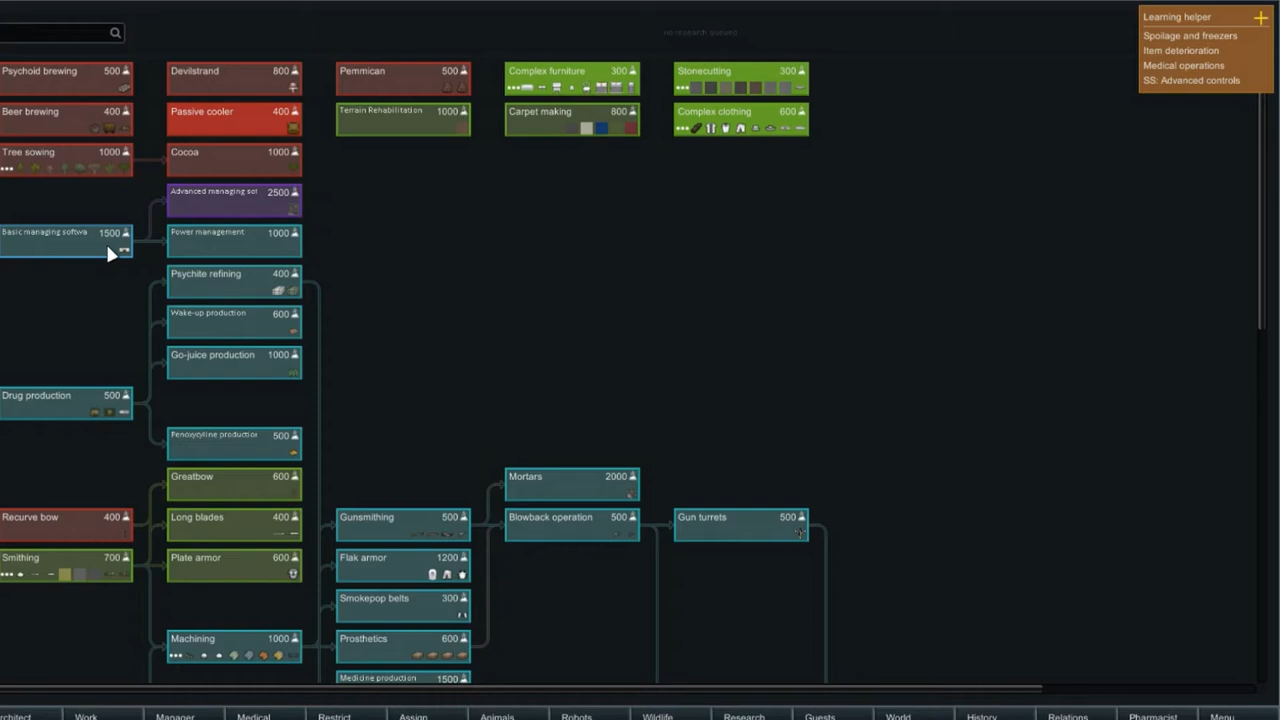 no research queued
Learning helper
Spoilage and freezers
Item deterioration
Medical operations
SS: Advanced controls
Psychoid brewing 500
Devilstrand 800
Pemmican 500
Complex furniture 300
Stonecutting 300
Beer brewing 400
Passive cooler 400
Terrain Rehabilitation 1000
Carpet making 800
Complex clothing 600
Tree sowing 1000
Cocoa 1000
Advanced managing sof 2500
Basic managing softwa 1500
Power management 1000
Psychite refining 400
Wake-up production 600
Go-juice production 1000
Drug production 500
Penoxycyline production 500
Greatbow 600
Mortars 2000
Recurve bow 400
Long blades 400
Gunsmithing 500
Blowback operation 500
Gun turrets 500
Smithing 700
Plate armor 600
Flak armor 1200
Smokepop belts 300
Machining 1000
Prosthetics 600
Medicine production 1500
rchitect Work Manager Medical Restrict Assign Animals Robots Wildlife Research Guests World History Relations Pharmacist Menu